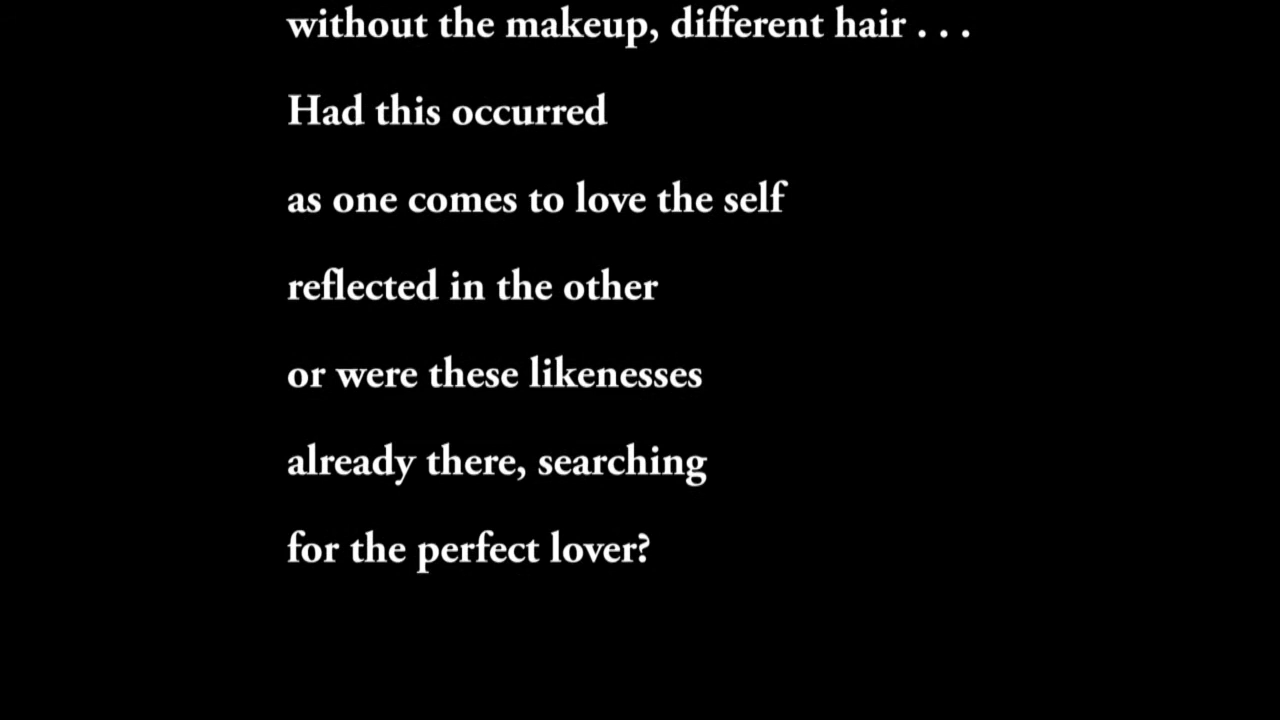 without the makeup, different hair . . .
Had this occurred
as one comes to love the self
reflected in the other
or were these likenesses
already there, searching
for the perfect lover?